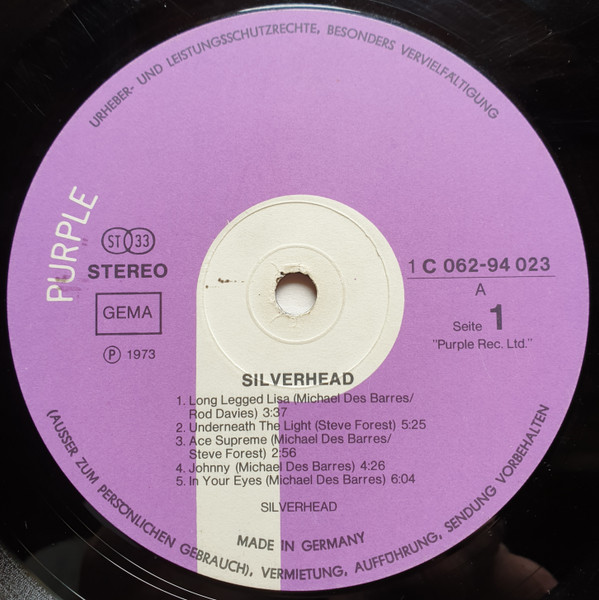 URHEBER- UND LEISTUNGSSCHUTZRECHTE, BESONDERS VERVIELFÄLTIGUNG
PURPLE
ST 33
STEREO
GEMA
℗ 1973
1 C 062-94 023
A
Seite 1
"Purple Rec. Ltd."
SILVERHEAD
1. Long Legged Lisa (Michael Des Barres/
Rod Davies) 3:37
2. Underneath The Light (Steve Forest) 5:25
3. Ace Supreme (Michael Des Barres/
Steve Forest) 2:56
4. Johnny (Michael Des Barres) 4:26
5. In Your Eyes (Michael Des Barres) 6:04
SILVERHEAD
MADE IN GERMANY
(AUSSER ZUM PERSÖNLICHEN GEBRAUCH), VERMIETUNG, AUFFÜHRUNG, SENDUNG VORBEHALTEN